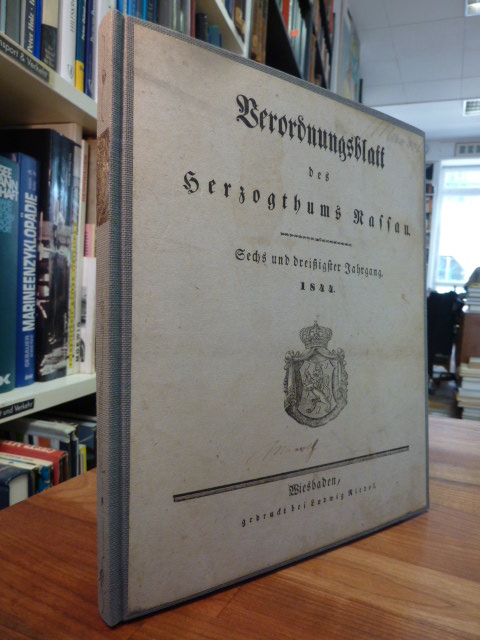 Verordnungsblatt
des
Herzogthums Nassau.
Sechs und dreißigster Jahrgang.
1844.
Wiesbaden,
gedruckt bei Ludwig Riedel.
MARINEENZYKLOPÄDIE